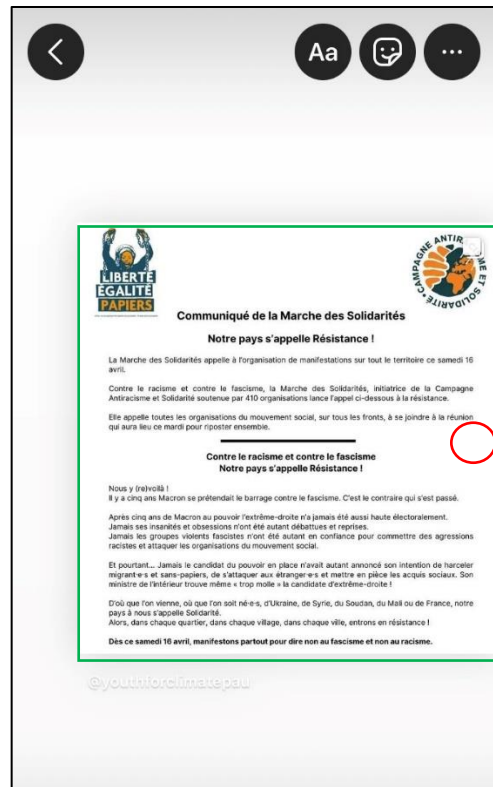 Aa
LIBERTÉ
ÉGALITÉ
PAPIERS
CAMPAGNE ANTIR ME ET SOLIDARITÉ
Communiqué de la Marche des Solidarités
Notre pays s'appelle Résistance !
La Marche des Solidarités appelle à l'organisation de manifestations sur tout le territoire ce samedi 16
avril.
Contre le racisme et contre le fascisme, la Marche des Solidarités, initiatrice de la Campagne
Antiracisme et Solidarité soutenue par 410 organisations lance l'appel ci-dessous à la résistance.
Elle appelle toutes les organisations du mouvement social, sur tous les fronts, à se joindre à la réunion
qui aura lieu ce mardi pour riposter ensemble.
Contre le racisme et contre le fascisme
Notre pays s'appelle Résistance !
Nous y (re)voilà !
Il y a cinq ans Macron se prétendait le barrage contre le fascisme. C'est le contraire qui s'est passé.
Après cinq ans de Macron au pouvoir l'extrême-droite n'a jamais été aussi haute électoralement.
Jamais ses insanités et obsessions n'ont été autant débattues et reprises.
Jamais les groupes violents fascistes n'ont été autant en confiance pour commettre des agressions
racistes et attaquer les organisations du mouvement social.
Et pourtant... Jamais le candidat du pouvoir en place n'avait autant annoncé son intention de harceler
migrant·e·s et sans-papiers, de s'attaquer aux étranger·e·s et mettre en pièce les acquis sociaux. Son
ministre de l'intérieur trouve même « trop molle » la candidate d'extrême-droite !
D'où que l'on vienne, où que l'on soit né·e·s, d'Ukraine, de Syrie, du Soudan, du Mali ou de France, notre
pays à nous s'appelle Solidarité.
Alors, dans chaque quartier, dans chaque village, dans chaque ville, entrons en résistance !
Dès ce samedi 16 avril, manifestons partout pour dire non au fascisme et non au racisme.
@youthforclimatepau